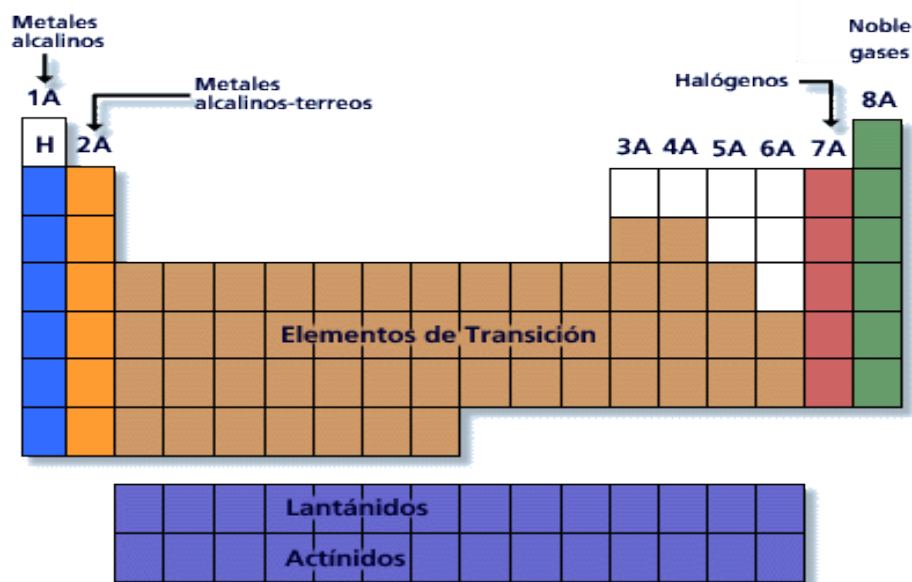 Metales
alcalinos
1A
H
2A
Metales
alcalinos-terreos
Halógenos
Noble
gases
3A 4A 5A 6A 7A
8A
Elementos de Transición
Lantánidos
Actínidos